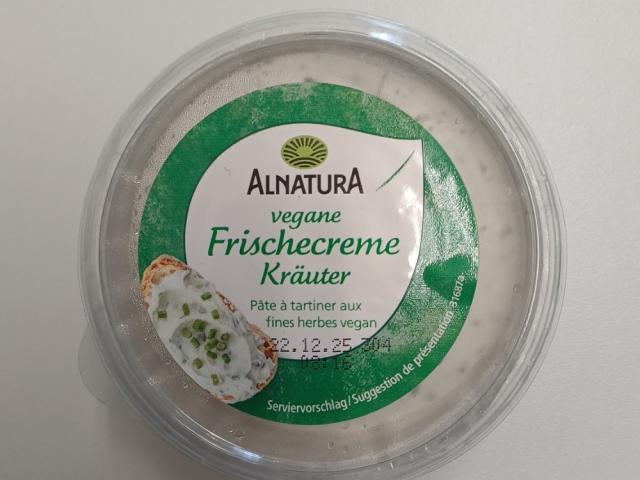 ALNATURA
vegane
Frischecreme
Kräuter
Pâte à tartiner aux
fines herbes vegan
22.12.25 304
08:16
Serviervorschlag/Suggestion de présentation 31687a